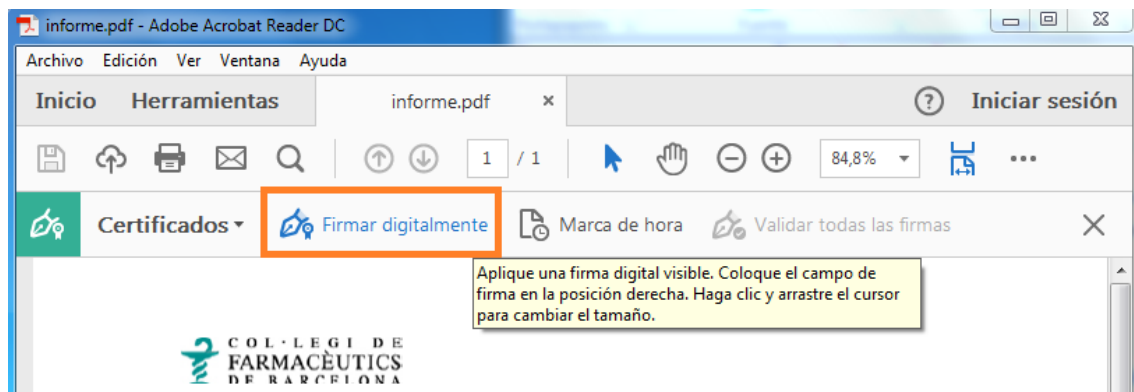 informe.pdf - Adobe Acrobat Reader DC
Archivo Edición Ver Ventana Ayuda
Inicio Herramientas informe.pdf × ? Iniciar sesión
1 / 1 84,8%
Certificados Firmar digitalmente Marca de hora Validar todas las firmas
Aplique una firma digital visible. Coloque el campo de
firma en la posición derecha. Haga clic y arrastre el cursor
para cambiar el tamaño.
COL·LEGI DE
FARMACÈUTICS
DE BARCELONA